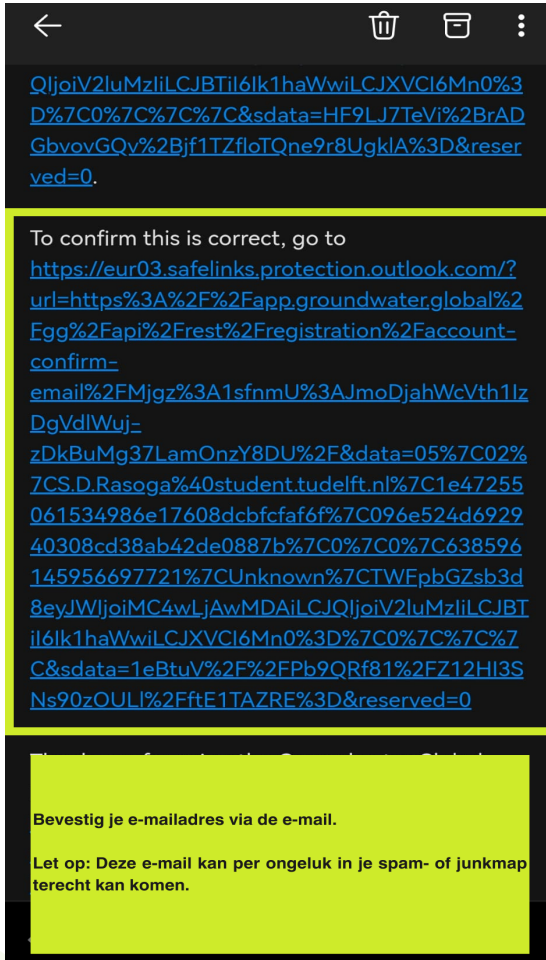 QIjoiV2luMzIiLCJBTiI6Ik1haWwiLCJXVCI6Mn0%3
D%7C0%7C%7C%7C&sdata=HF9LJ7TeVi%2BrAD
GbvovGQv%2Bjf1TZfloTQne9r8UgklA%3D&reser
ved=0.
To confirm this is correct, go to
https://eur03.safelinks.protection.outlook.com/?
url=https%3A%2F%2Fapp.groundwater.global%2
Fgg%2Fapi%2Frest%2Fregistration%2Faccount-
confirm-
email%2FMjgz%3A1sfnmU%3AJmoDjahWcVth1Iz
DgVdlWuj-
zDkBuMg37LamOnzY8DU%2F&data=05%7C02%
7CS.D.Rasoga%40student.tudelft.nl%7C1e47255
061534986e17608dcbfcfaf6f%7C096e524d6929
40308cd38ab42de0887b%7C0%7C0%7C638596
145956697721%7CUnknown%7CTWFpbGZsb3d
8eyJWIjoiMC4wLjAwMDAiLCJQIjoiV2luMzIiLCJBT
iI6Ik1haWwiLCJXVCI6Mn0%3D%7C0%7C%7C%7
C&sdata=1eBtuV%2F%2FPb9QRf81%2FZ12HI3S
Ns90zOULl%2FftE1TAZRE%3D&reserved=0
Bevestig je e-mailadres via de e-mail.
Let op: Deze e-mail kan per ongeluk in je spam- of junkmap
terecht kan komen.